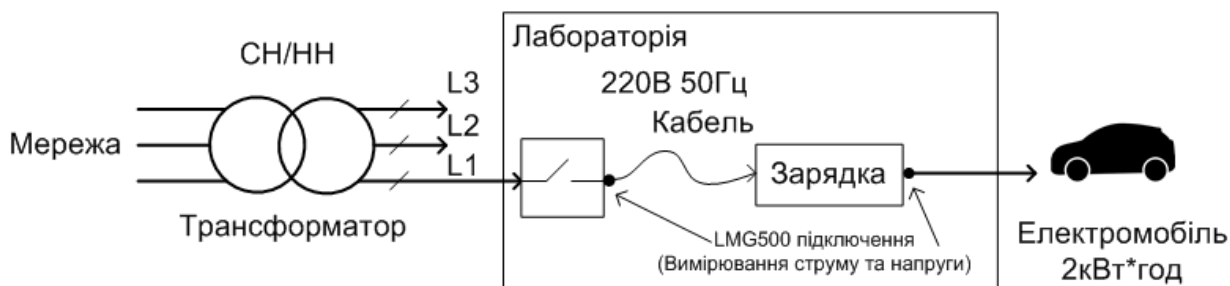 Лабораторія
СН/НН
220В 50Гц
L3
L2
Кабель
Мережа
L1
Зарядка
Трансформатор
LMG500 підключення
(Вимірювання струму та напруги)
Електромобіль
2кВт*год